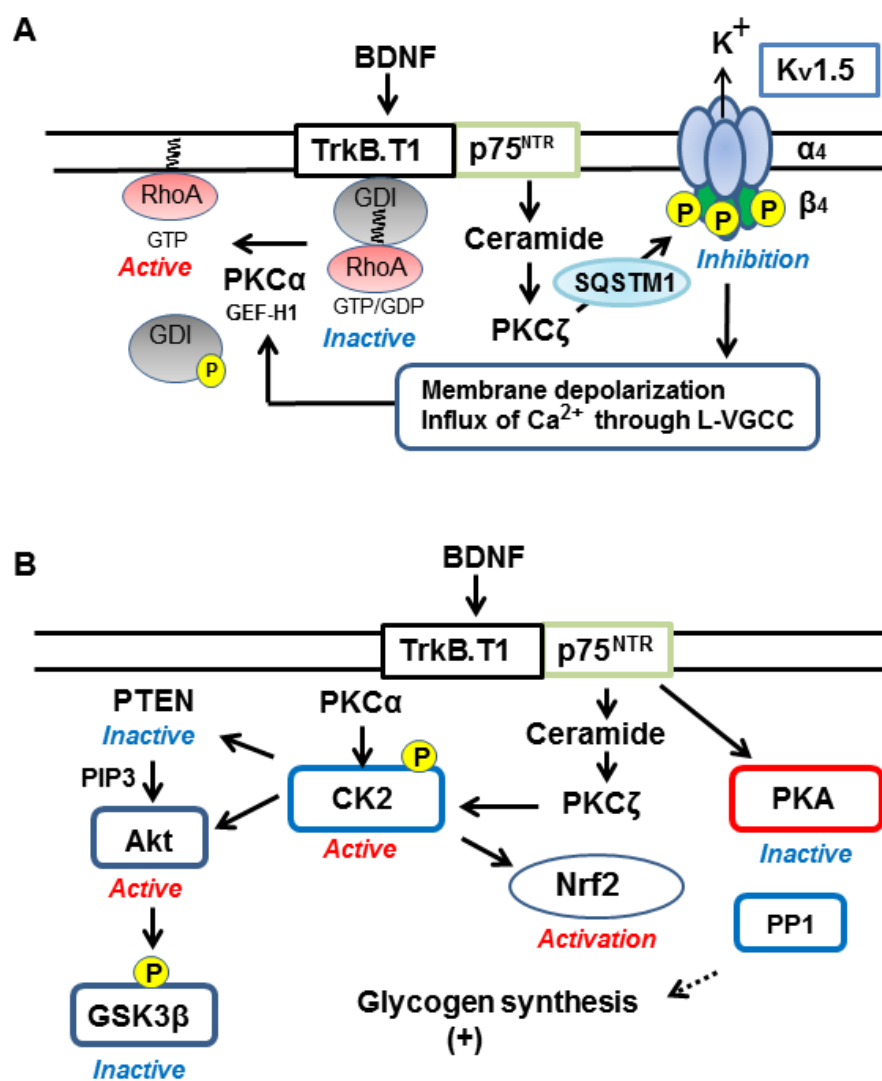 A
BDNF
K+
Kv1.5
TrkB.T1
p75NTR
α4
β4
RhoA
GTP
Active
GDI
P
PKCα
GEF-H1
GDI
RhoA
GTP/GDP
Inactive
Ceramide
PKCζ
SQSTM1
P
P
P
Inhibition
Membrane depolarization
Influx of Ca2+ through L-VGCC
B
BDNF
TrkB.T1
p75NTR
PTEN
Inactive
PIP3
Akt
Active
P
GSK3β
Inactive
PKCα
P
CK2
Active
Ceramide
PKCζ
Nrf2
Activation
PKA
Inactive
PP1
Glycogen synthesis
(+)